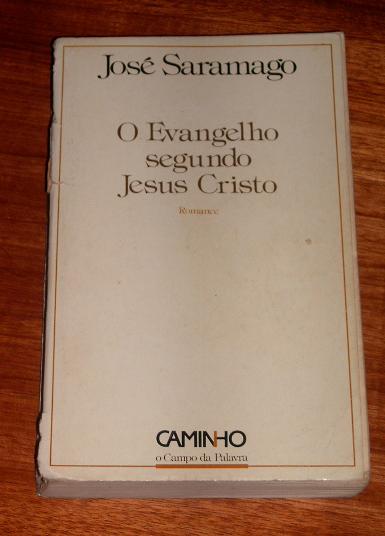 José Saramago
O Evangelho
segundo
Jesus Cristo
Romance
CAMINHO
o Campo da Palavra